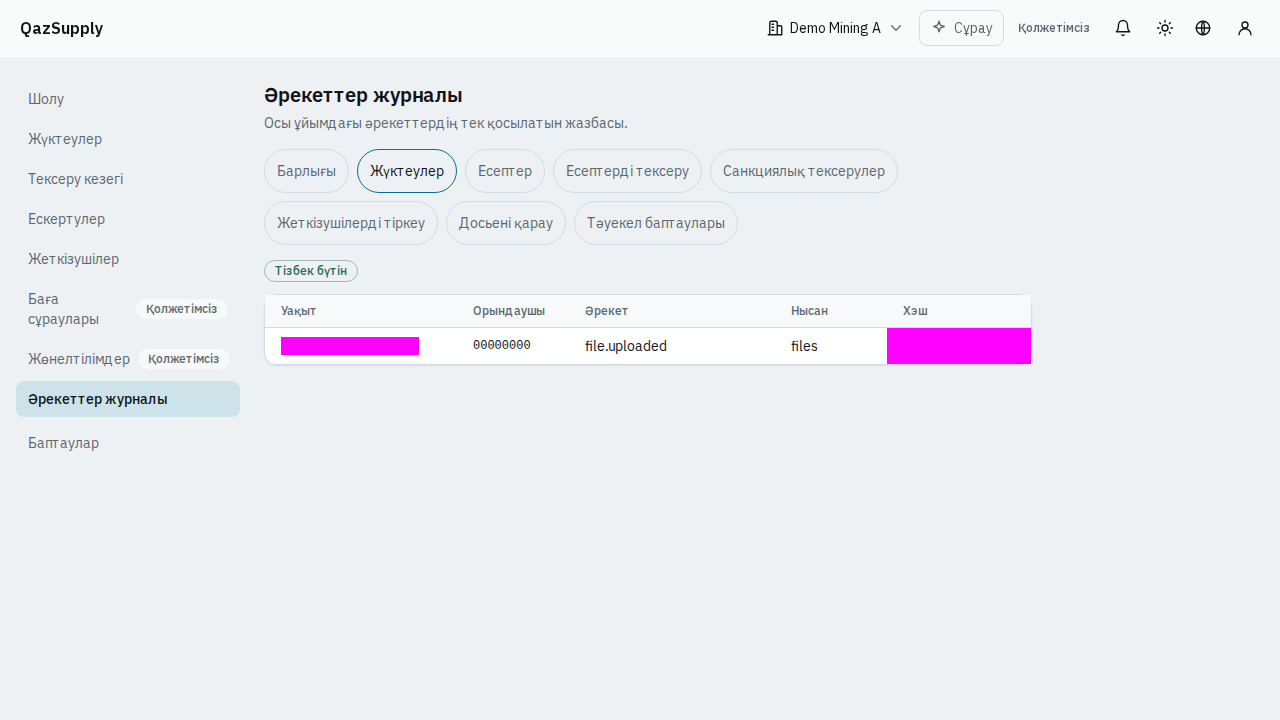 QazSupply
Demo Mining A
Сұрау
Қолжетімсіз
Шолу
Жүктеулер
Тексеру кезегі
Ескертулер
Жеткізушілер
Баға сұраулары
Қолжетімсіз
Жөнелтілімдер
Қолжетімсіз
Әрекеттер журналы
Баптаулар
Әрекеттер журналы
Осы ұйымдағы әрекеттердің тек қосылатын жазбасы.
Барлығы Жүктеулер Есептер Есептерді тексеру Санкциялық тексерулер
Жеткізушілерді тіркеу Досьені қарау Тәуекел баптаулары
Тізбек бүтін
Уақыт Орындаушы Әрекет Нысан Хэш
00000000 file.uploaded files